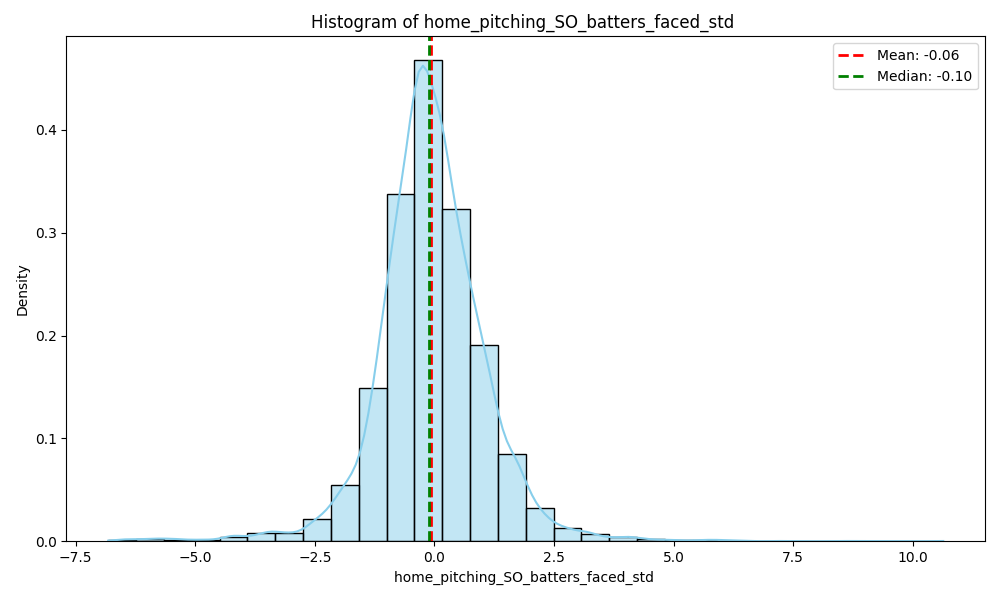 Histogram of home_pitching_SO_batters_faced_std
Mean: -0.06
Median: -0.10
Density
0.4
0.3
0.2
0.1
0.0
−7.5 −5.0 −2.5 0.0 2.5 5.0 7.5 10.0
home_pitching_SO_batters_faced_std